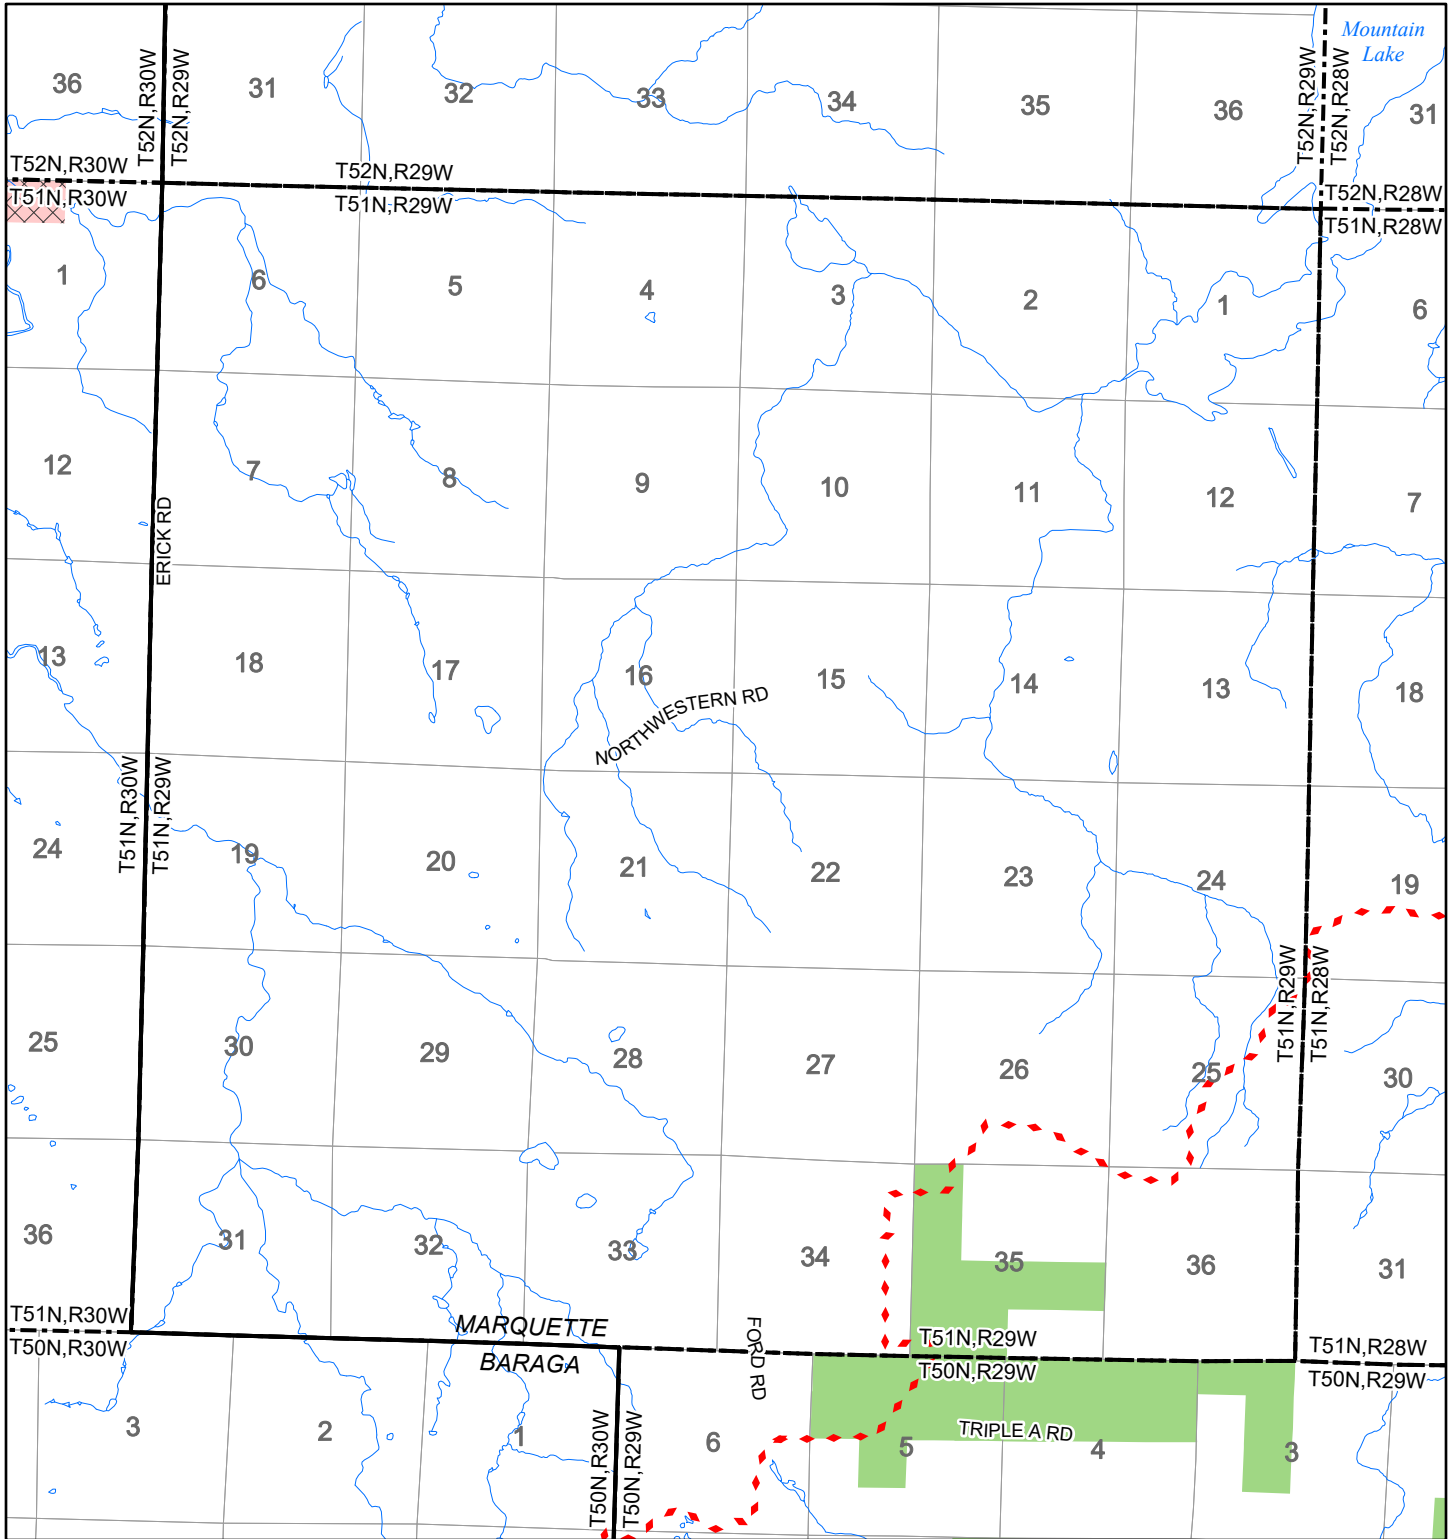 Mountain
Lake
36
31
32
33
34
35
36
31
T52N,R30W
T52N,R29W
T52N,R29W
T52N,R28W
T52N,R30W
T51N,R30W
T52N,R29W
T51N,R29W
T52N,R28W
T51N,R28W
1
6
5
4
3
2
1
6
12
7
8
9
10
11
12
7
ERICK RD
13
18
17
16
15
14
13
18
NORTHWESTERN RD
T51N,R30W
T51N,R29W
24
19
20
21
22
23
24
19
T51N,R29W
T51N,R28W
25
30
29
28
27
26
25
30
36
31
32
33
34
35
36
31
T51N,R30W
T50N,R30W
MARQUETTE
BARAGA
FORD RD
T51N,R29W
T50N,R29W
T51N,R28W
T50N,R29W
3
2
1
6
5
4
3
TRIPLE A RD
T50N,R30W
T50N,R29W